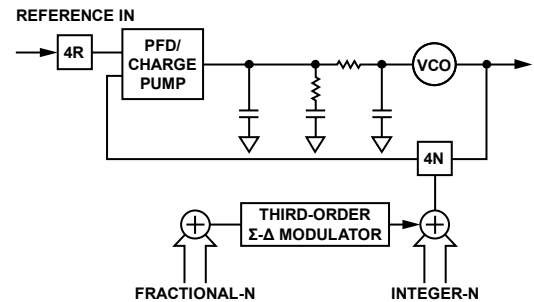 REFERENCE IN
4R
PFD/
CHARGE
PUMP
VCO
4N
THIRD-ORDER
Σ-Δ MODULATOR
FRACTIONAL-N
INTEGER-N